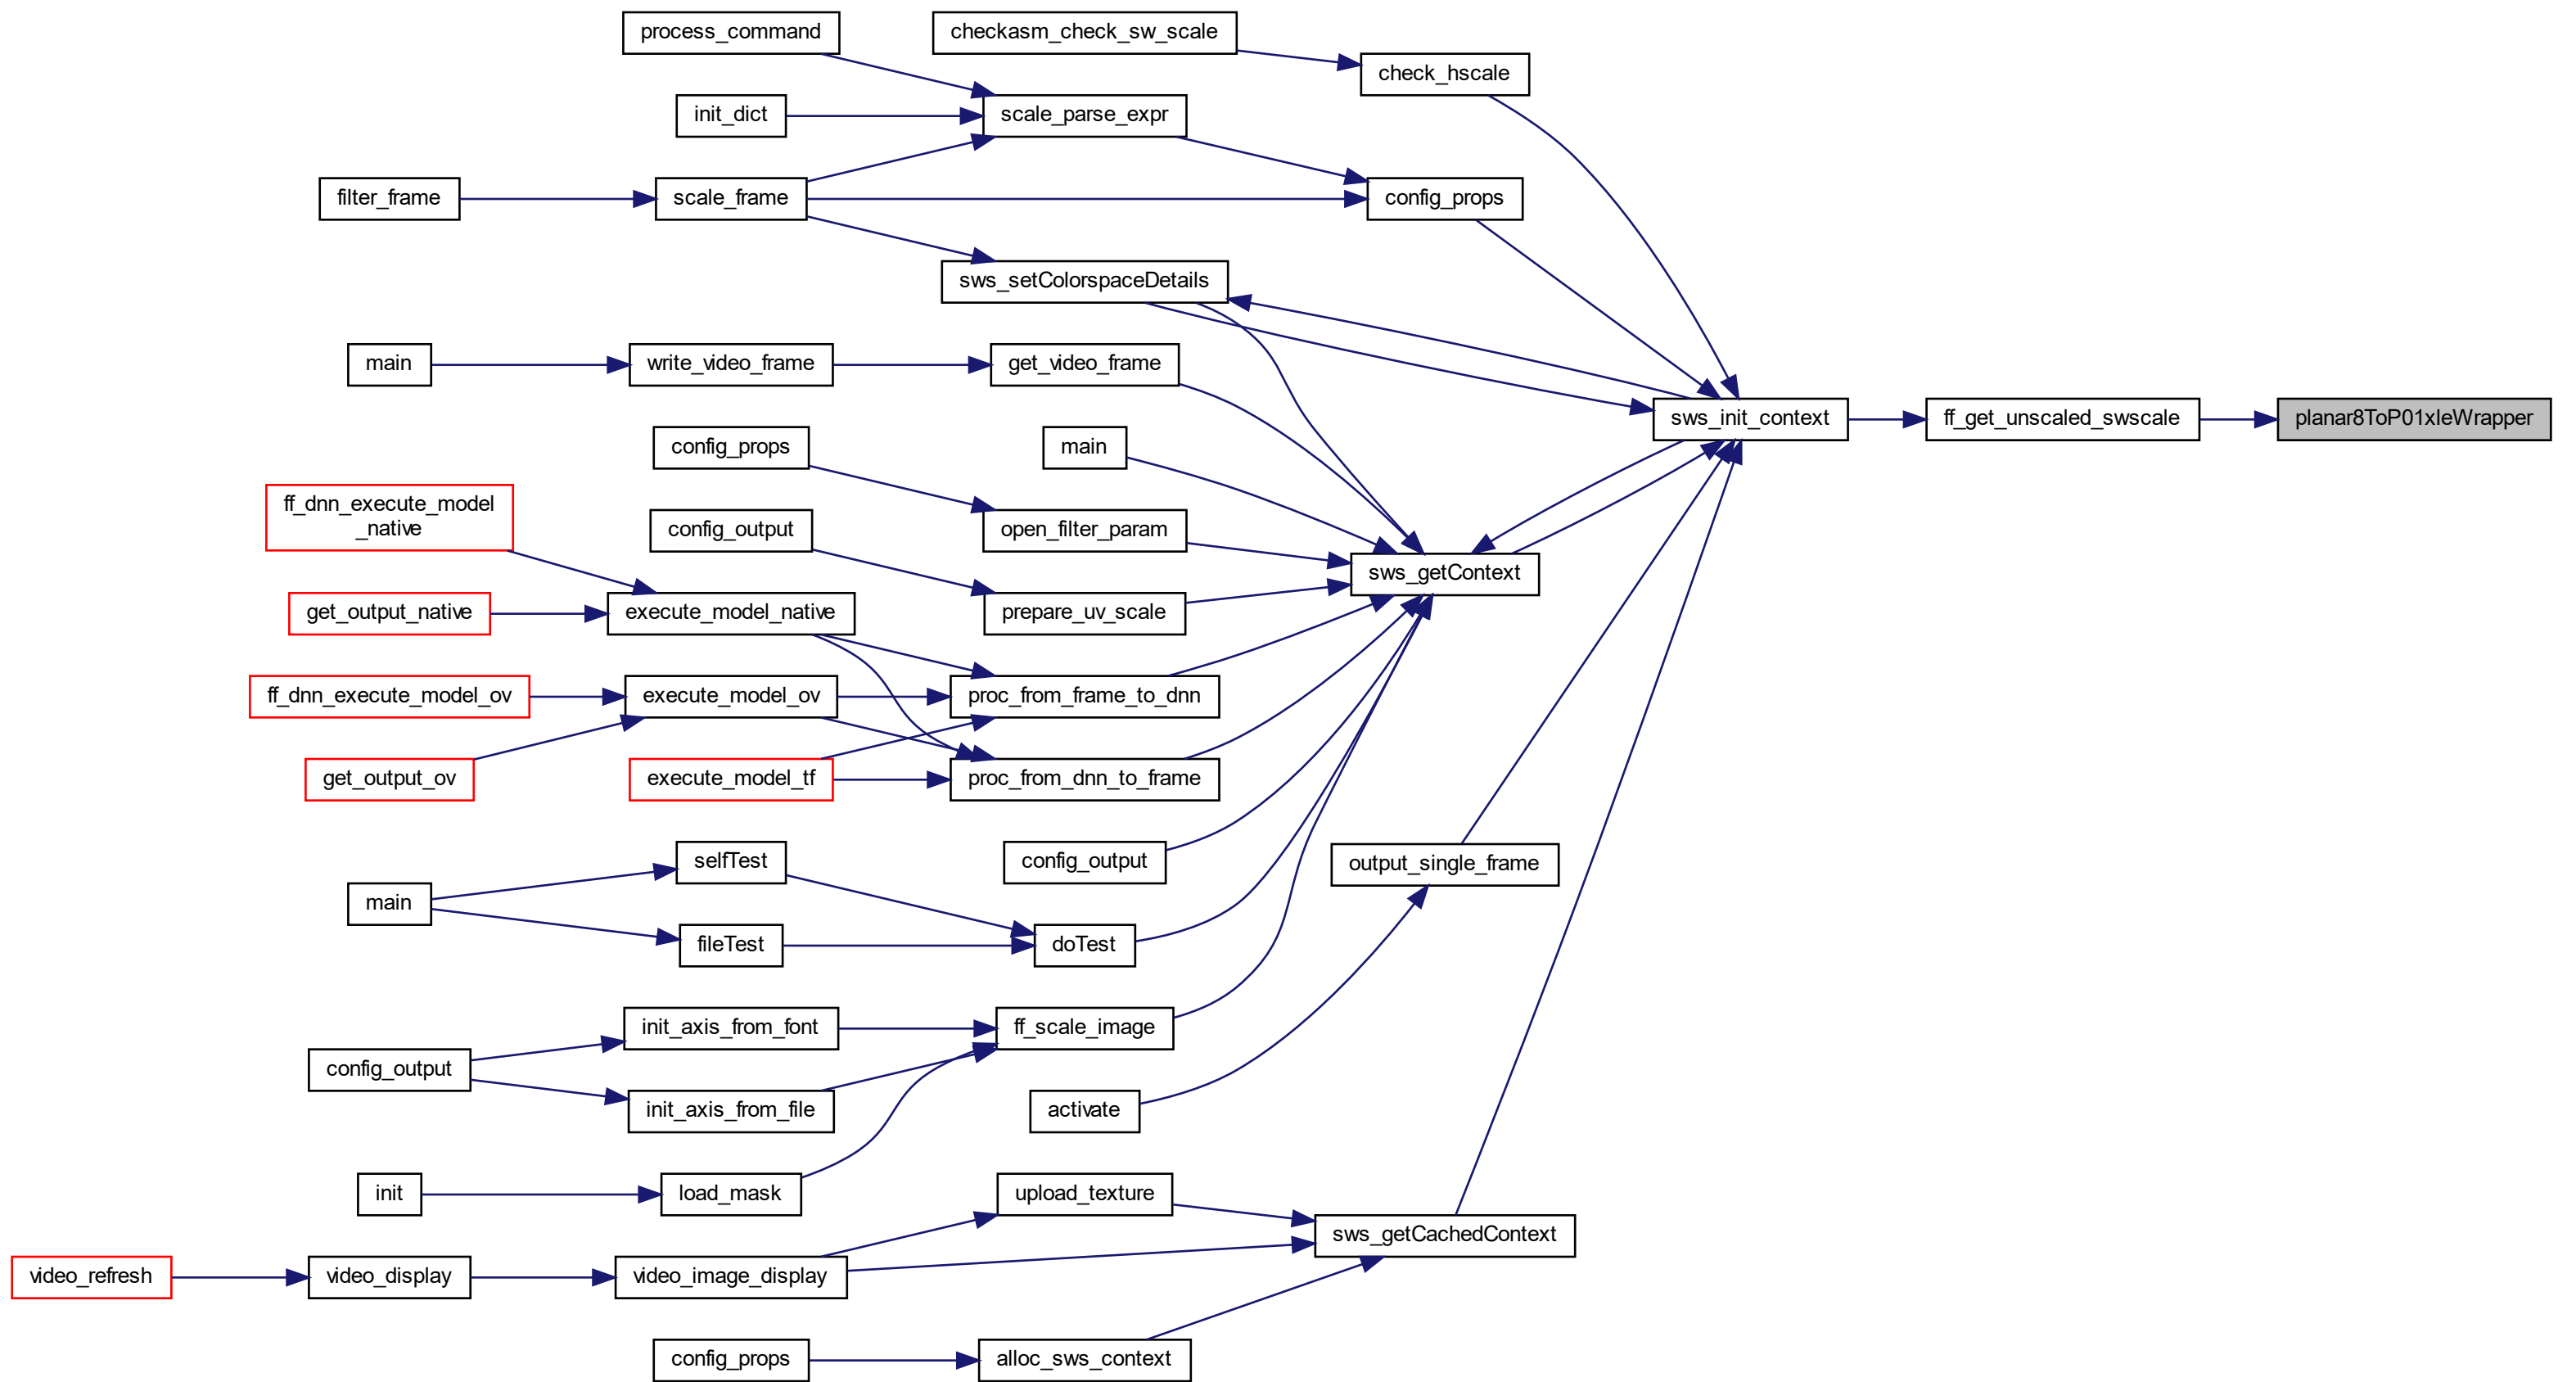 process_command
checkasm_check_sw_scale
check_hscale
init_dict
scale_parse_expr
filter_frame
scale_frame
config_props
sws_setColorspaceDetails
main
write_video_frame
get_video_frame
sws_init_context
ff_get_unscaled_swscale
planar8ToP01xleWrapper
config_props
main
ff_dnn_execute_model
_native
config_output
open_filter_param
sws_getContext
get_output_native
execute_model_native
prepare_uv_scale
ff_dnn_execute_model_ov
execute_model_ov
proc_from_frame_to_dnn
get_output_ov
execute_model_tf
proc_from_dnn_to_frame
selfTest
config_output
output_single_frame
main
fileTest
doTest
init_axis_from_font
ff_scale_image
config_output
init_axis_from_file
activate
init
load_mask
upload_texture
sws_getCachedContext
video_refresh
video_display
video_image_display
config_props
alloc_sws_context